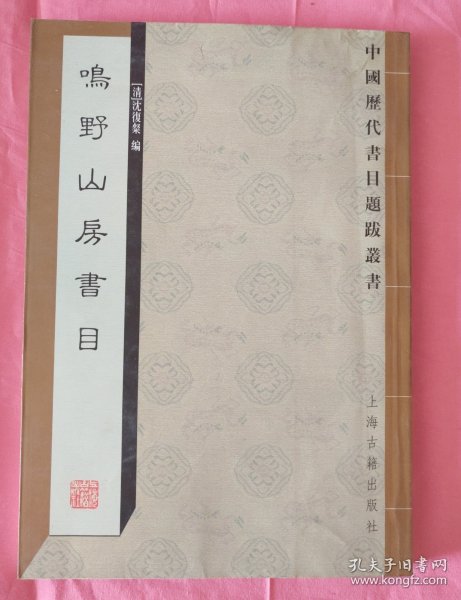 中國歷代書目題跋叢書
鳴野山房書目
[清]沈復粲 编
上海古籍出版社
孔夫子旧书网
www.kongfz.com